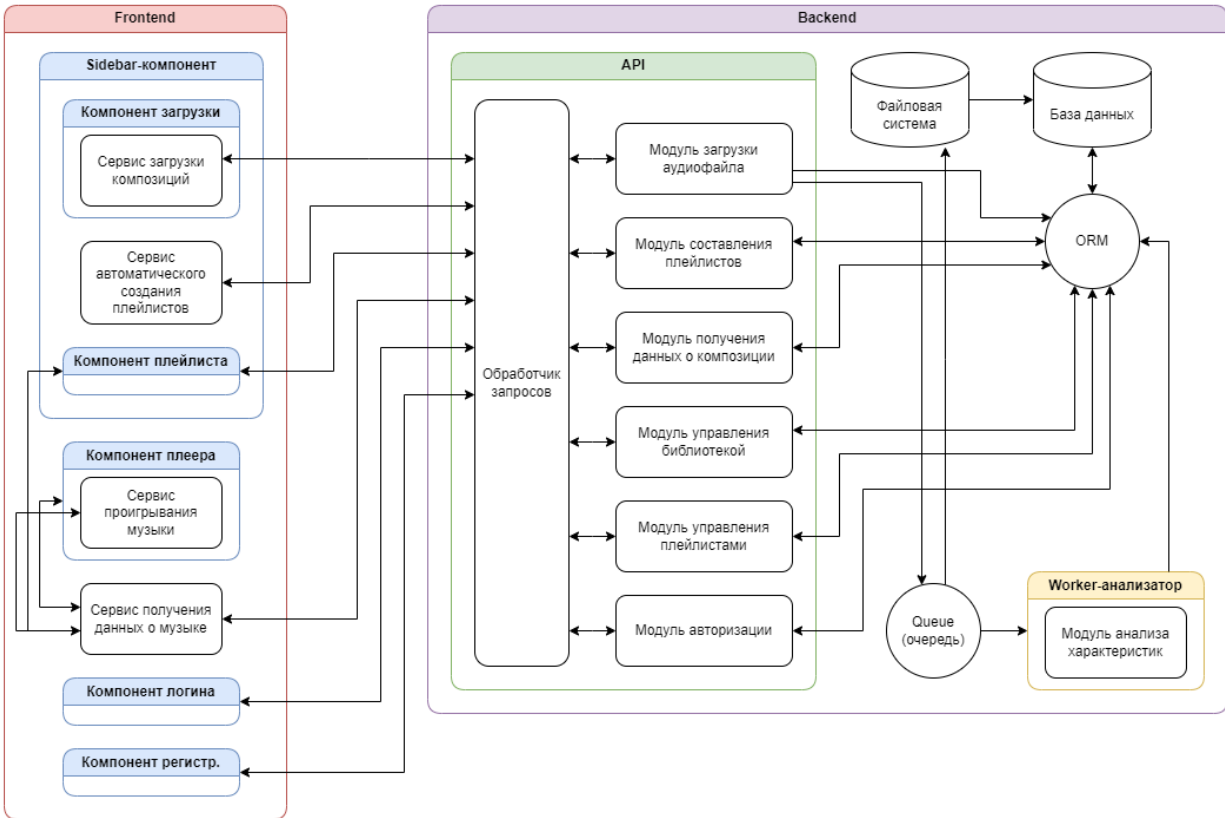 Frontend
Sidebar-компонент
Компонент загрузки
Сервис загрузки
композиций
Сервис
автоматического
создания
плейлистов
Компонент плейлиста
Компонент плеера
Сервис
проигрывания
музыки
Сервис получения
данных о музыке
Компонент логина
Компонент регистр.
Backend
API
Обработчик
запросов
Модуль загрузки
аудиофайла
Модуль составления
плейлистов
Модуль получения
данных о композиции
Модуль управления
библиотекой
Модуль управления
плейлистами
Модуль авторизации
Файловая
система
База данных
ORM
Queue
(очередь)
Worker-анализатор
Модуль анализа
характеристик